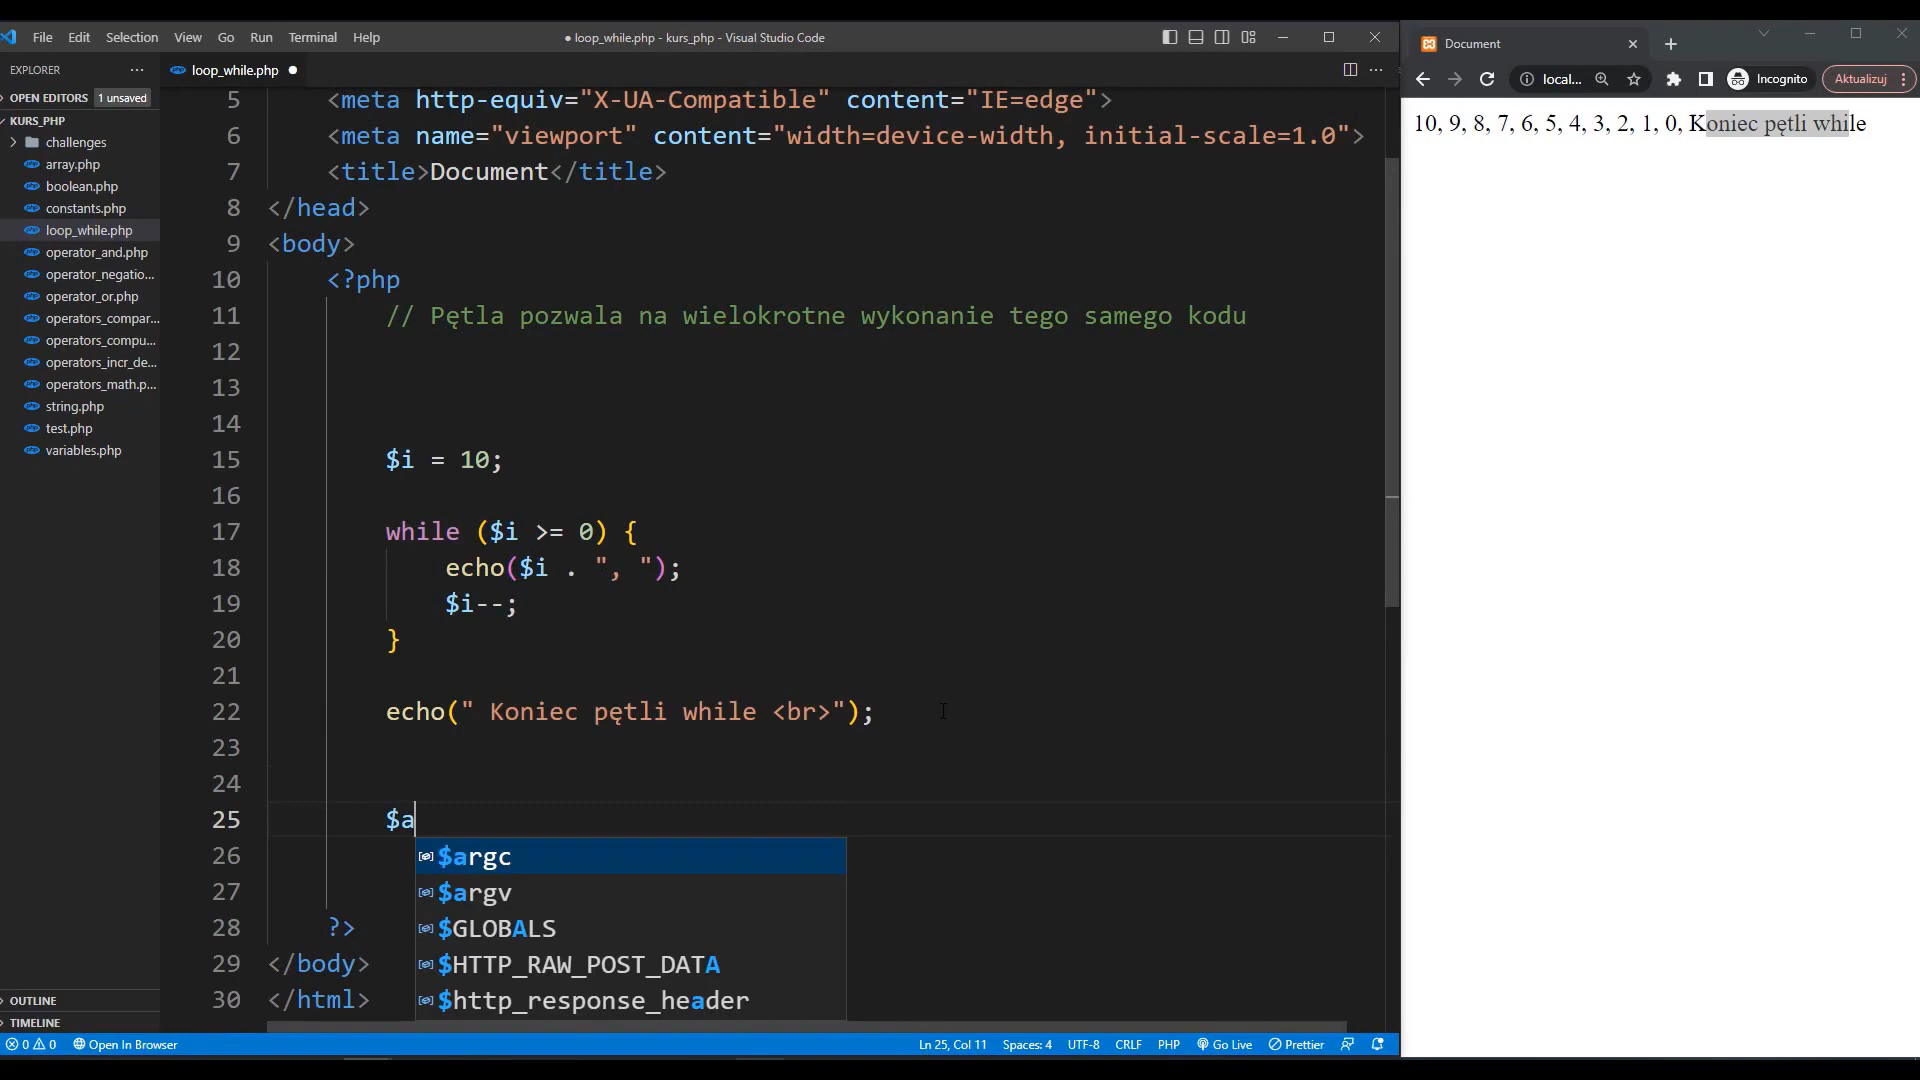 File Edit Selection View Go Run Terminal Help
● loop_while.php - kurs_php - Visual Studio Code
EXPLORER
OPEN EDITORS 1 unsaved
KURS_PHP
challenges
array.php
boolean.php
constants.php
loop_while.php
operator_and.php
operator_negatio...
operator_or.php
operators_compar...
operators_compu...
operators_incr_de...
operators_math.p...
string.php
test.php
variables.php
OUTLINE
TIMELINE
loop_while.php ●
5 <meta http-equiv="X-UA-Compatible" content="IE=edge">
6 <meta name="viewport" content="width=device-width, initial-scale=1.0">
7 <title>Document</title>
8 </head>
9 <body>
10 <?php
11 // Pętla pozwala na wielokrotne wykonanie tego samego kodu
12
13
14
15 $i = 10;
16
17 while ($i >= 0) {
18 echo($i . ", ");
19 $i--;
20 }
21
22 echo(" Koniec pętli while <br>");
23
24
25 $a
26 $argc
27 $argv
28 ?> $GLOBALS
29 </body> $HTTP_RAW_POST_DATA
30 </html> $http_response_header
0 0 Open In Browser Ln 25, Col 11 Spaces: 4 UTF-8 CRLF PHP Go Live Prettier
Document
local... Incognito Aktualizuj
10, 9, 8, 7, 6, 5, 4, 3, 2, 1, 0, Koniec pętli while